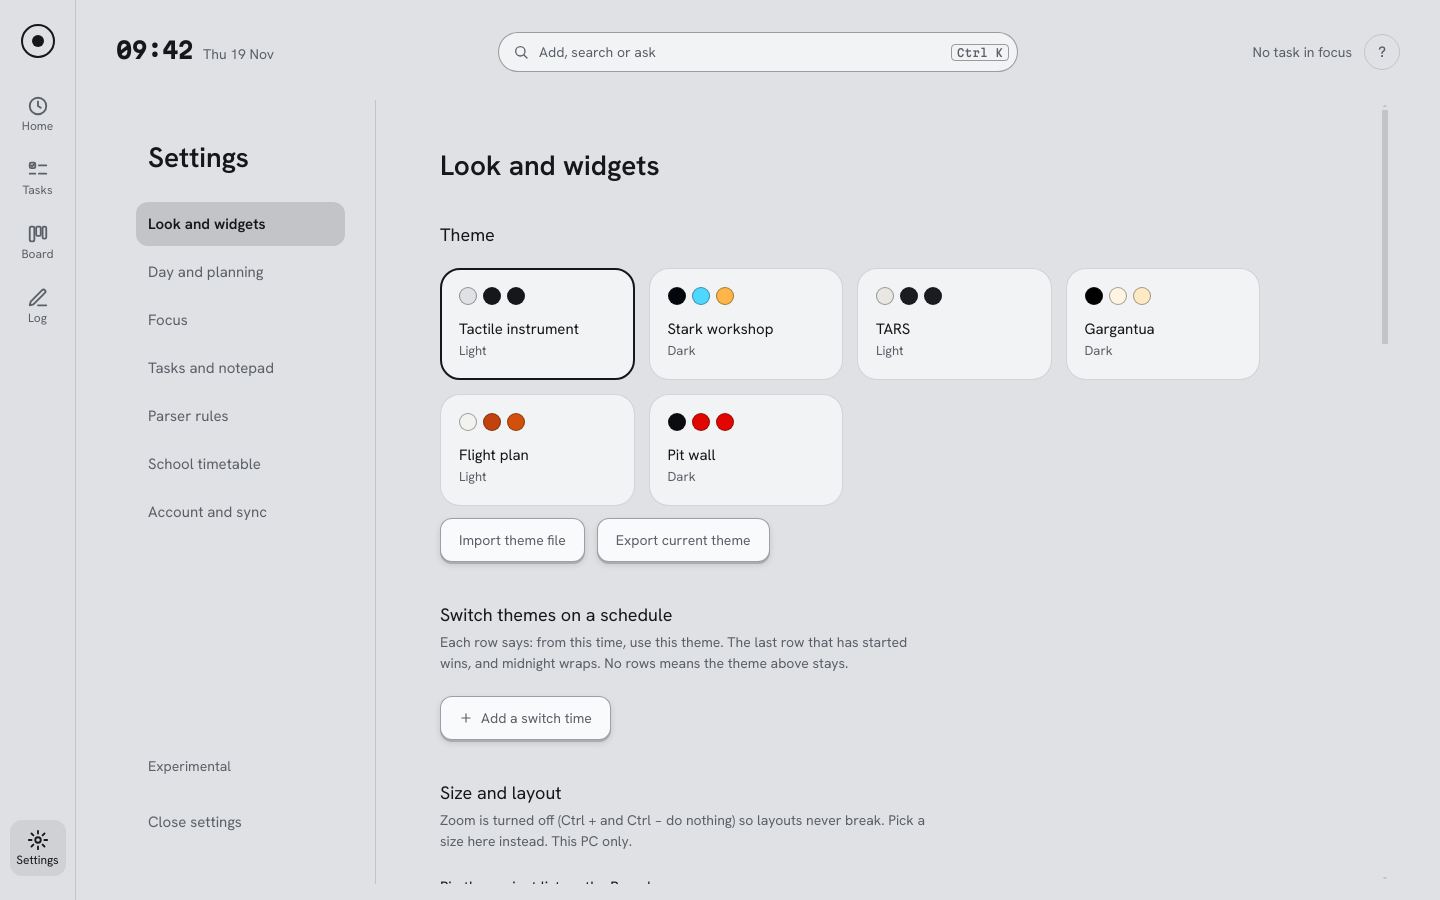 09:42 Thu 19 Nov
Add, search or ask
Ctrl K
No task in focus
?
Home
Tasks
Board
Log
Settings
Settings
Look and widgets
Day and planning
Focus
Tasks and notepad
Parser rules
School timetable
Account and sync
Experimental
Close settings
Look and widgets
Theme
Tactile instrument
Light
Stark workshop
Dark
TARS
Light
Gargantua
Dark
Flight plan
Light
Pit wall
Dark
Import theme file
Export current theme
Switch themes on a schedule
Each row says: from this time, use this theme. The last row that has started
wins, and midnight wraps. No rows means the theme above stays.
+ Add a switch time
Size and layout
Zoom is turned off (Ctrl + and Ctrl − do nothing) so layouts never break. Pick a
size here instead. This PC only.